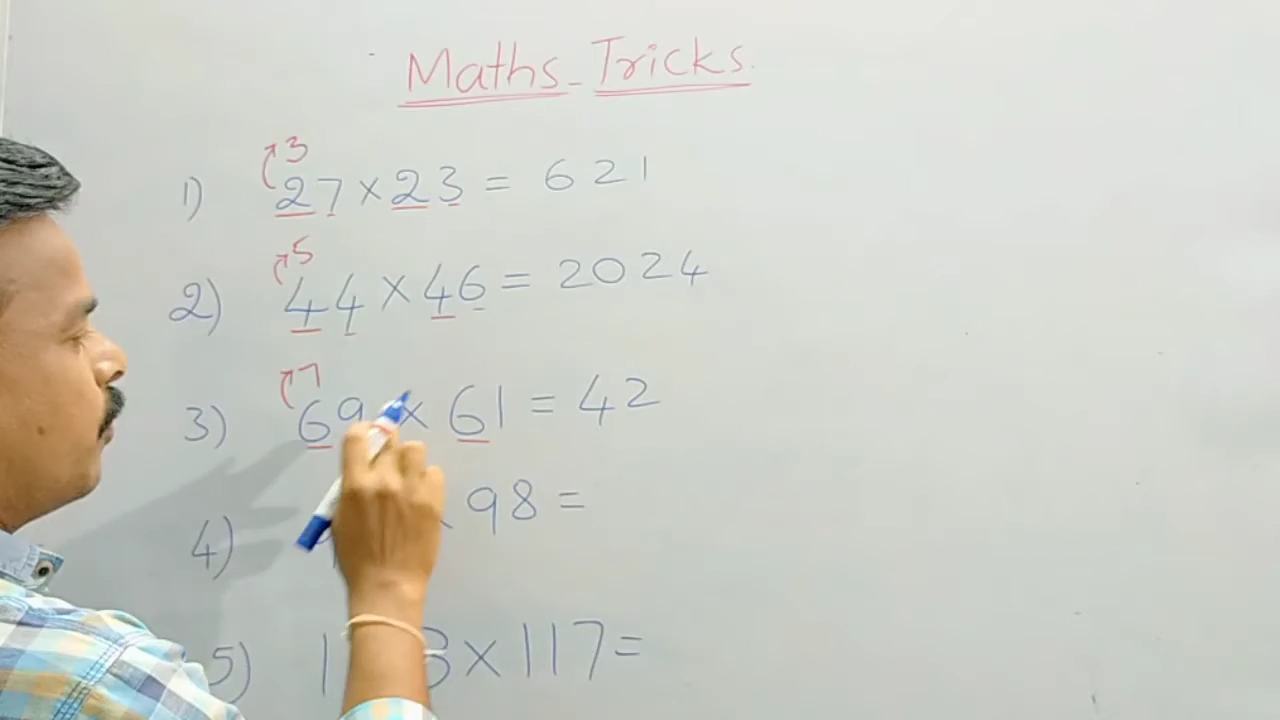 Maths Tricks.
3
1) 27 × 23 = 621
5
2) 44 × 46 = 2024
7
3) 69 × 61 = 42
4) 98 =
5) 1 3 × 117 =